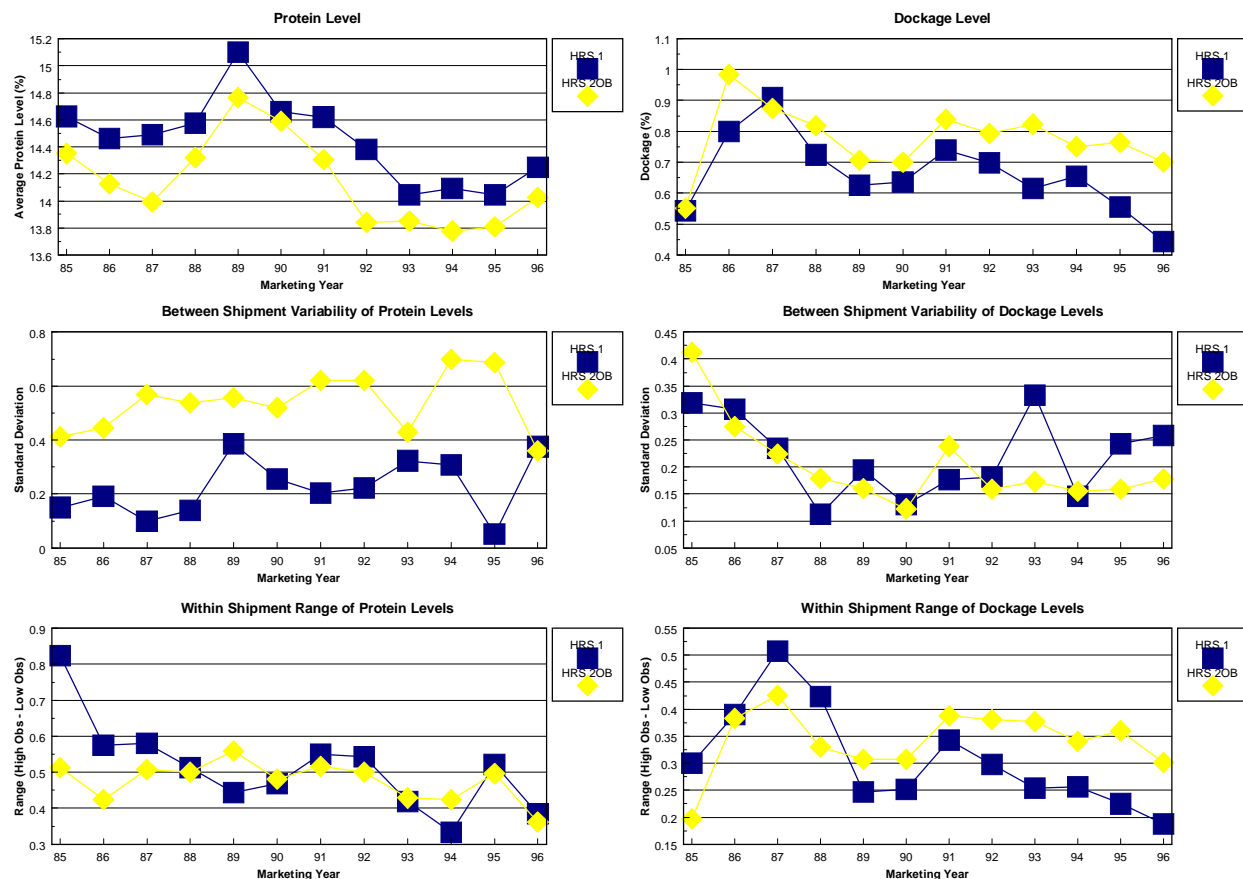 Protein Level
Average Protein Level (%)
15.2
15
14.8
14.6
14.4
14.2
14
13.8
13.6
85 86 87 88 89 90 91 92 93 94 95 96
Marketing Year
HRS 1
HRS 2OB
Dockage Level
Dockage (%)
1.1
1
0.9
0.8
0.7
0.6
0.5
0.4
85 86 87 88 89 90 91 92 93 94 95 96
Marketing Year
HRS 1
HRS 2OB
Between Shipment Variability of Protein Levels
Standard Deviation
0.8
0.6
0.4
0.2
0
85 86 87 88 89 90 91 92 93 94 95 96
Marketing Year
HRS 1
HRS 2OB
Between Shipment Variability of Dockage Levels
Standard Deviation
0.45
0.4
0.35
0.3
0.25
0.2
0.15
0.1
0.05
85 86 87 88 89 90 91 92 93 94 95 96
Marketing Year
HRS 1
HRS 2OB
Within Shipment Range of Protein Levels
Range (High Obs - Low Obs)
0.9
0.8
0.7
0.6
0.5
0.4
0.3
85 86 87 88 89 90 91 92 93 94 95 96
Marketing Year
HRS 1
HRS 2OB
Within Shipment Range of Dockage Levels
Range (High Obs - Low Obs)
0.55
0.5
0.45
0.4
0.35
0.3
0.25
0.2
0.15
85 86 87 88 89 90 91 92 93 94 95 96
Marketing Year
HRS 1
HRS 2OB